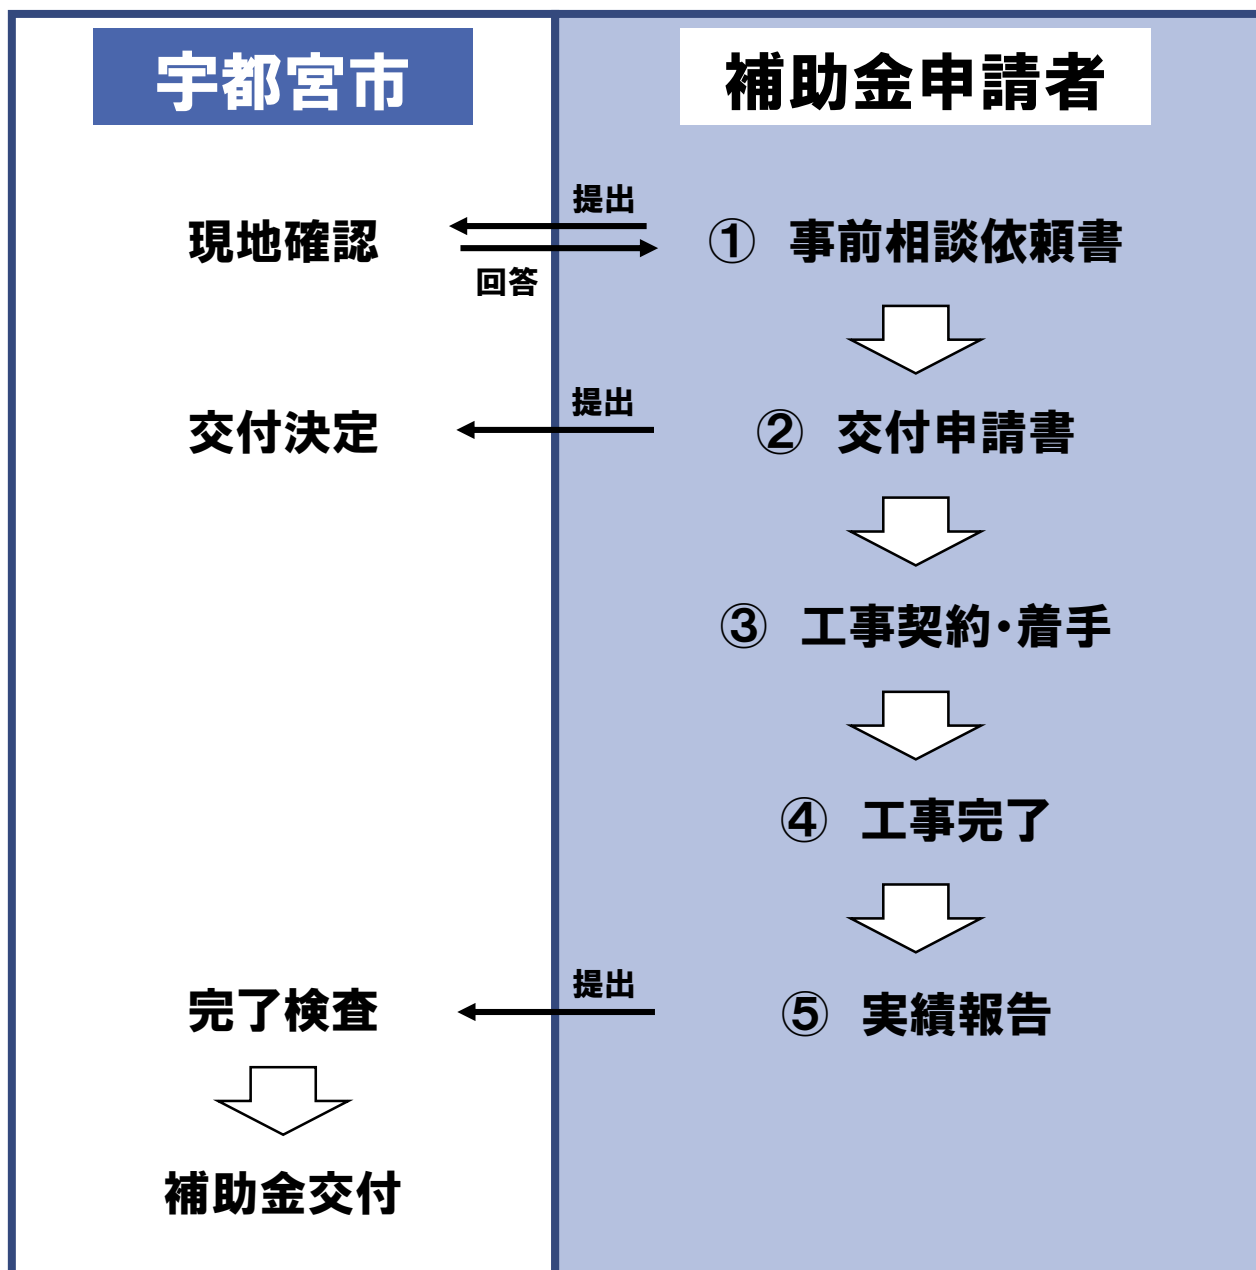 宇都宮市
補助金申請者
提出
現地確認
① 事前相談依頼書
回答
提出
交付決定
② 交付申請書
③ 工事契約・着手
④ 工事完了
提出
完了検査
⑤ 実績報告
補助金交付